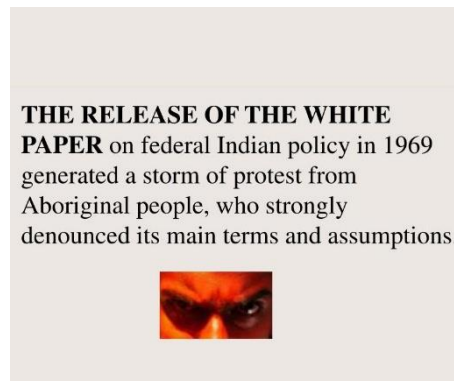 THE RELEASE OF THE WHITE
PAPER on federal Indian policy in 1969
generated a storm of protest from
Aboriginal people, who strongly
denounced its main terms and assumptions